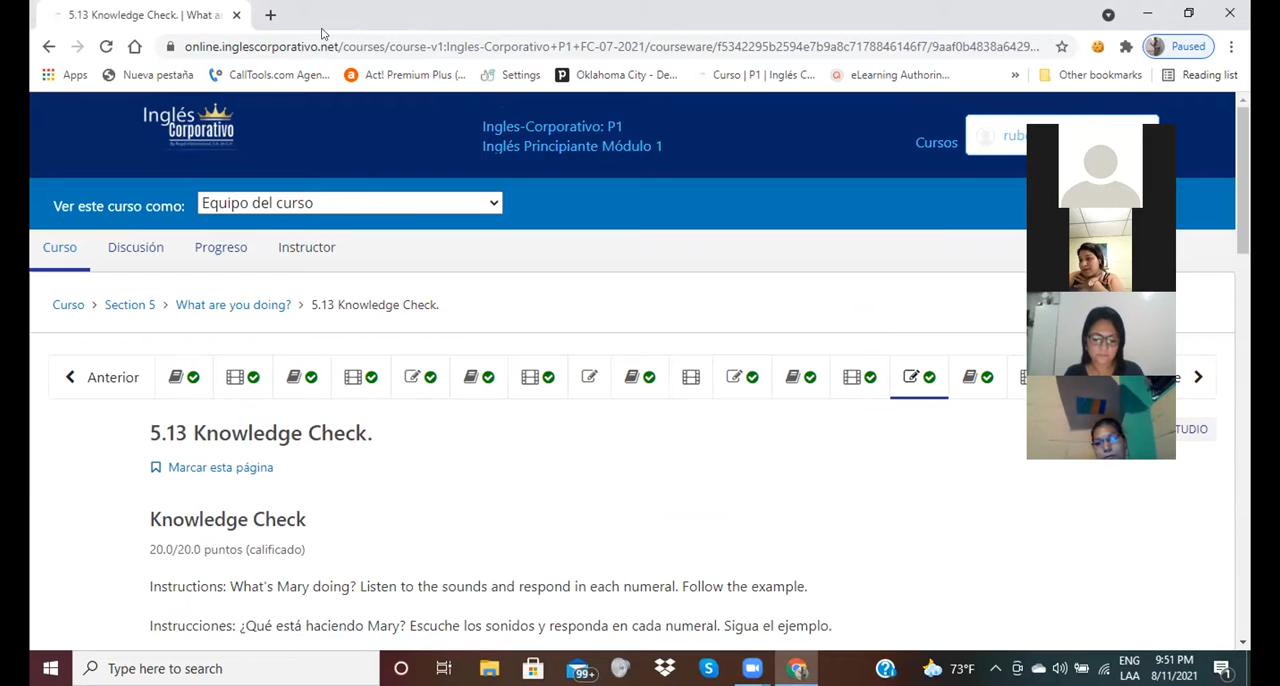 5.13 Knowledge Check. | What a
online.inglescorporativo.net/courses/course-v1:Ingles-Corporativo+P1+FC-07-2021/courseware/f5342295b2594e7b9a8c7178846146f7/9aaf0b4838a6429...
Paused
Apps Nueva pestaña CallTools.com Agen... Act! Premium Plus (... Settings Oklahoma City - De... Curso | P1 | Inglés C... eLearning Authorin... » Other bookmarks Reading list
Inglés
Corporativo
Ingles-Corporativo: P1
Inglés Principiante Módulo 1
Cursos
rub
Ver este curso como: Equipo del curso
Curso Discusión Progreso Instructor
Curso > Section 5 > What are you doing? > 5.13 Knowledge Check.
Anterior
e
TUDIO
5.13 Knowledge Check.
Marcar esta página
Knowledge Check
20.0/20.0 puntos (calificado)
Instructions: What's Mary doing? Listen to the sounds and respond in each numeral. Follow the example.
Instrucciones: ¿Qué está haciendo Mary? Escuche los sonidos y responda en cada numeral. Siga el ejemplo.
Type here to search
99+
73°F
ENG
LAA
9:51 PM
8/11/2021
1